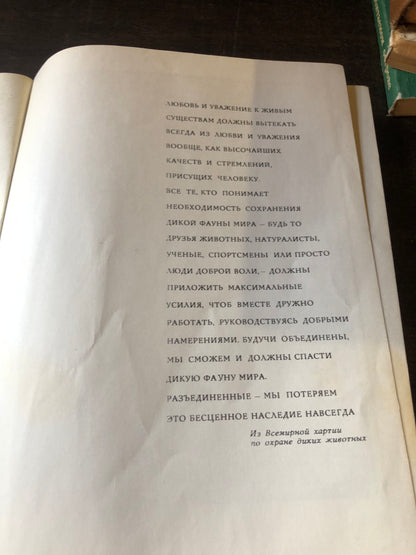 ЛЮБОВЬ И УВАЖЕНИЕ К ЖИВЫМ
СУЩЕСТВАМ ДОЛЖНЫ ВЫТЕКАТЬ
ВСЕГДА ИЗ ЛЮБВИ И УВАЖЕНИЯ
ВООБЩЕ, КАК ВЫСОЧАЙШИХ
КАЧЕСТВ И СТРЕМЛЕНИЙ,
ПРИСУЩИХ ЧЕЛОВЕКУ.
ВСЕ ТЕ, КТО ПОНИМАЕТ
НЕОБХОДИМОСТЬ СОХРАНЕНИЯ
ДИКОЙ ФАУНЫ МИРА – БУДЬ ТО
ДРУЗЬЯ ЖИВОТНЫХ, НАТУРАЛИСТЫ,
УЧЕНЫЕ, СПОРТСМЕНЫ ИЛИ ПРОСТО
ЛЮДИ ДОБРОЙ ВОЛИ, – ДОЛЖНЫ
ПРИЛОЖИТЬ МАКСИМАЛЬНЫЕ
УСИЛИЯ, ЧТОБ ВМЕСТЕ ДРУЖНО
РАБОТАТЬ, РУКОВОДСТВУЯСЬ ДОБРЫМИ
НАМЕРЕНИЯМИ. БУДУЧИ ОБЪЕДИНЕНЫ,
МЫ СМОЖЕМ И ДОЛЖНЫ СПАСТИ
ДИКУЮ ФАУНУ МИРА.
РАЗЪЕДИНЕННЫЕ – МЫ ПОТЕРЯЕМ
ЭТО БЕСЦЕННОЕ НАСЛЕДИЕ НАВСЕГДА
Из Всемирной хартии
по охране диких животных